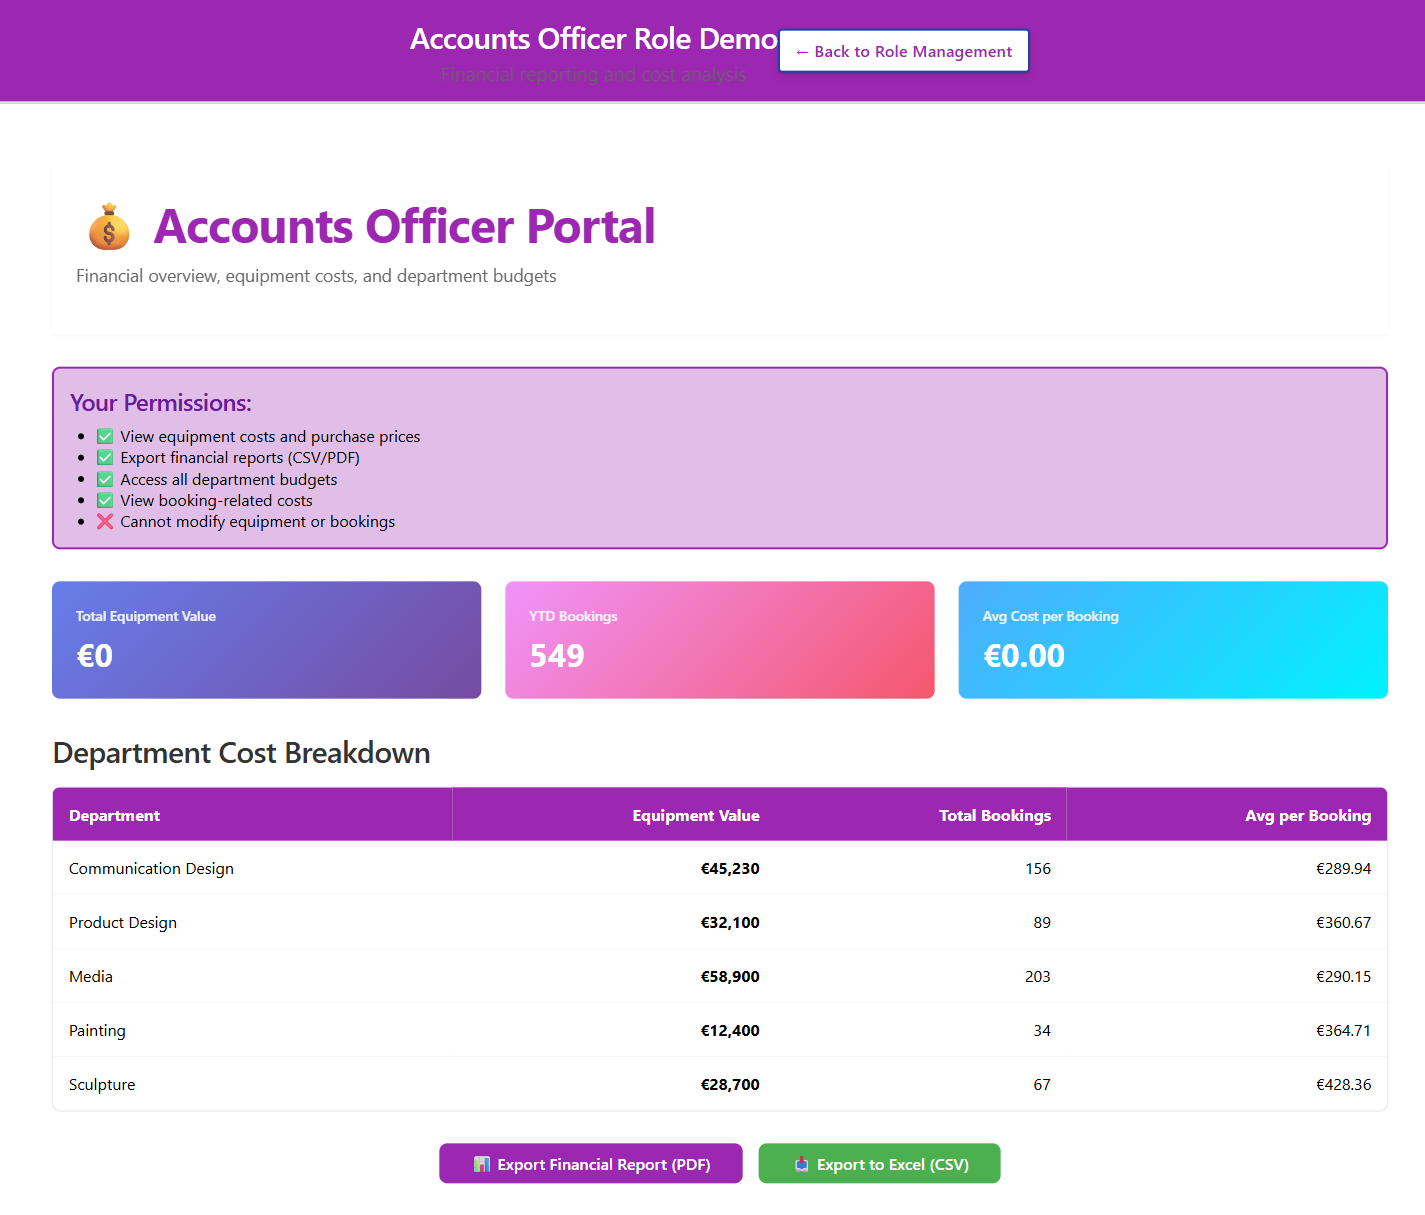 Accounts Officer Role Demo
← Back to Role Management
Financial reporting and cost analysis
Accounts Officer Portal
Financial overview, equipment costs, and department budgets
Your Permissions:
• ✅ View equipment costs and purchase prices
• ✅ Export financial reports (CSV/PDF)
• ✅ Access all department budgets
• ✅ View booking-related costs
• ❌ Cannot modify equipment or bookings
Total Equipment Value
€0
YTD Bookings
549
Avg Cost per Booking
€0.00
Department Cost Breakdown
Department Equipment Value Total Bookings Avg per Booking
Communication Design €45,230 156 €289.94
Product Design €32,100 89 €360.67
Media €58,900 203 €290.15
Painting €12,400 34 €364.71
Sculpture €28,700 67 €428.36
📊 Export Financial Report (PDF)
📥 Export to Excel (CSV)